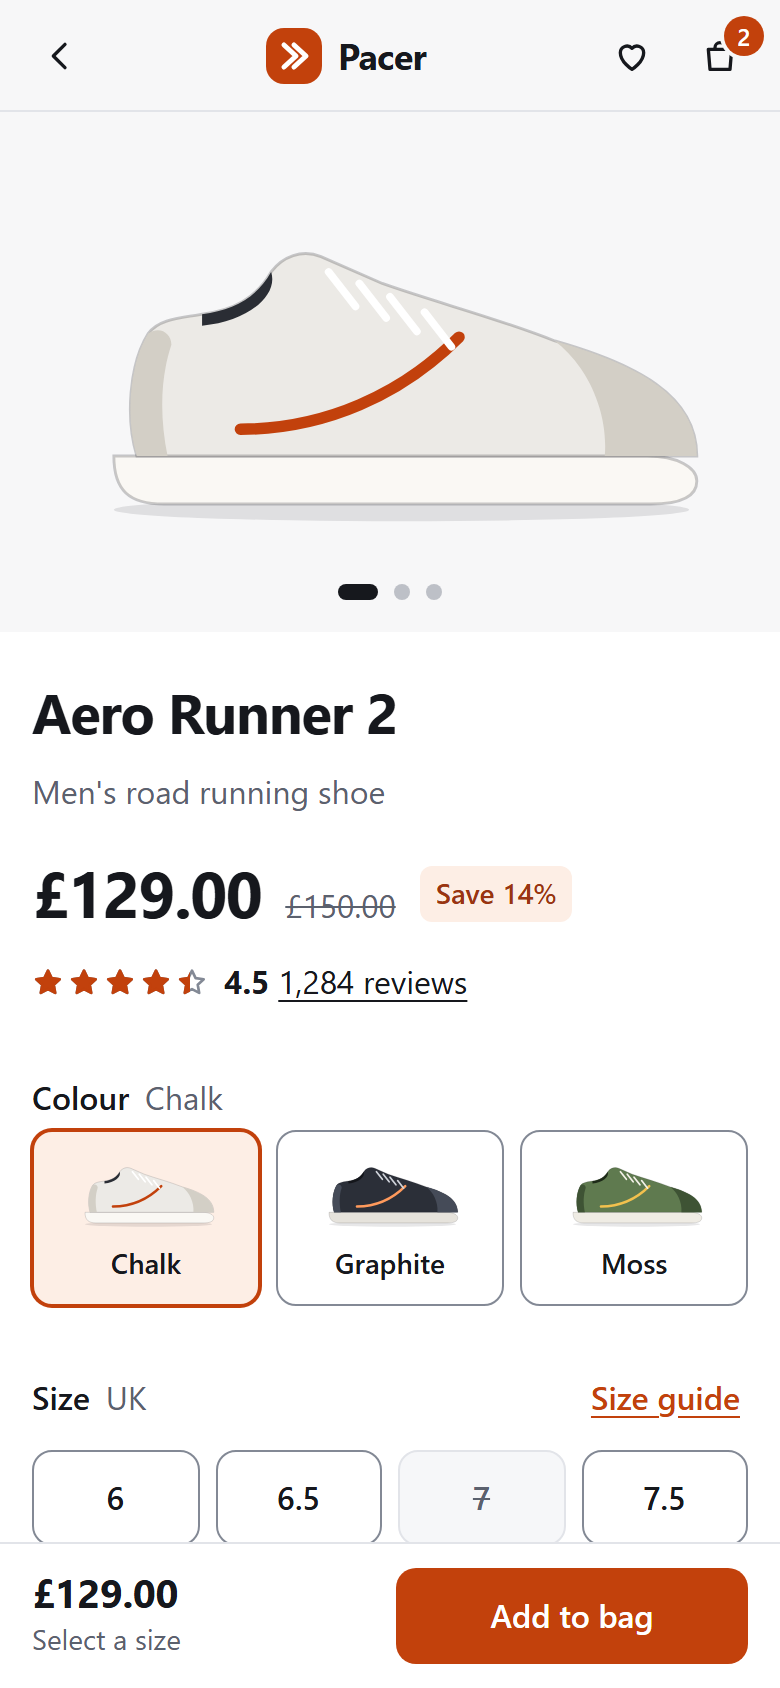 Pacer
2
Aero Runner 2
Men's road running shoe
£129.00 £150.00 Save 14%
4.5 1,284 reviews
Colour Chalk
Chalk Graphite Moss
Size UK Size guide
6 6.5 7 7.5
£129.00
Select a size
Add to bag